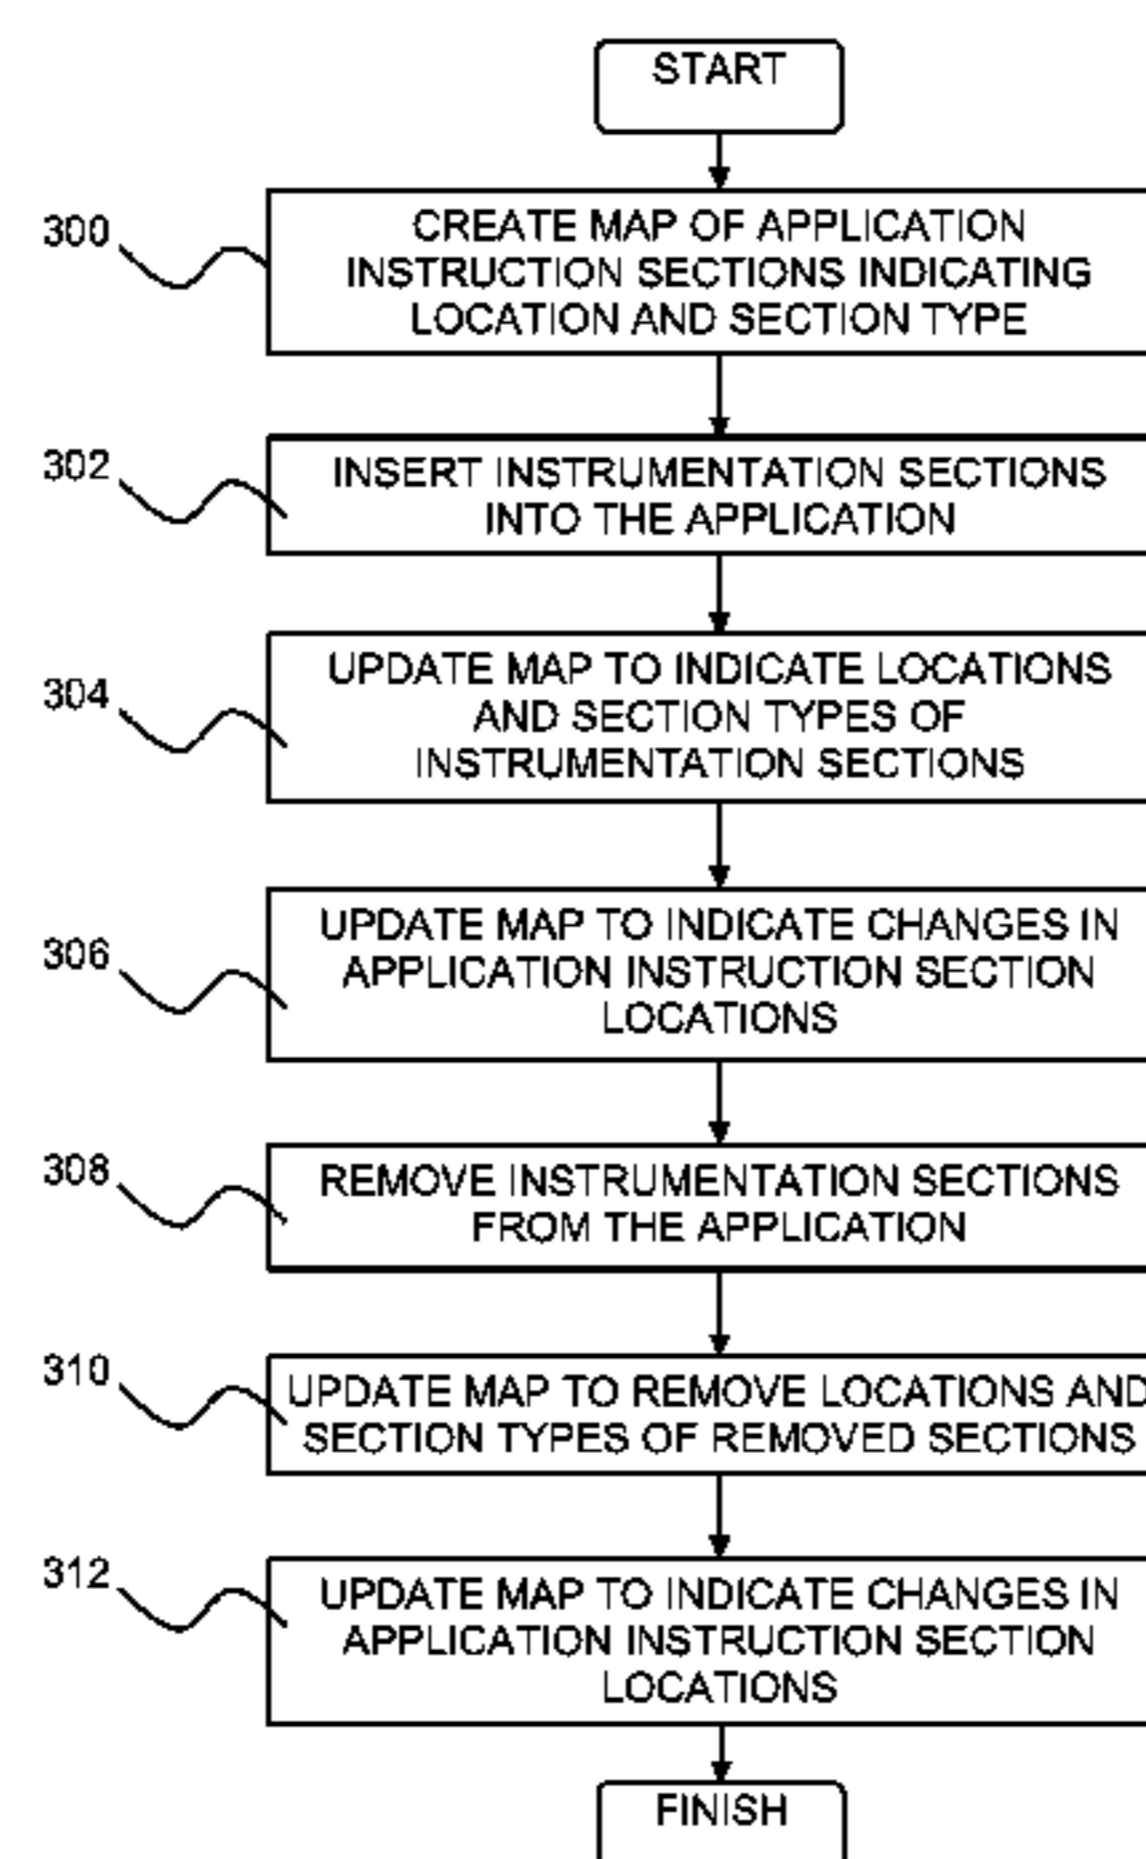 START
300
CREATE MAP OF APPLICATION
INSTRUCTION SECTIONS INDICATING
LOCATION AND SECTION TYPE
302
INSERT INSTRUMENTATION SECTIONS
INTO THE APPLICATION
304
UPDATE MAP TO INDICATE LOCATIONS
AND SECTION TYPES OF
INSTRUMENTATION SECTIONS
306
UPDATE MAP TO INDICATE CHANGES IN
APPLICATION INSTRUCTION SECTION
LOCATIONS
308
REMOVE INSTRUMENTATION SECTIONS
FROM THE APPLICATION
310
UPDATE MAP TO REMOVE LOCATIONS AND
SECTION TYPES OF REMOVED SECTIONS
312
UPDATE MAP TO INDICATE CHANGES IN
APPLICATION INSTRUCTION SECTION
LOCATIONS
FINISH